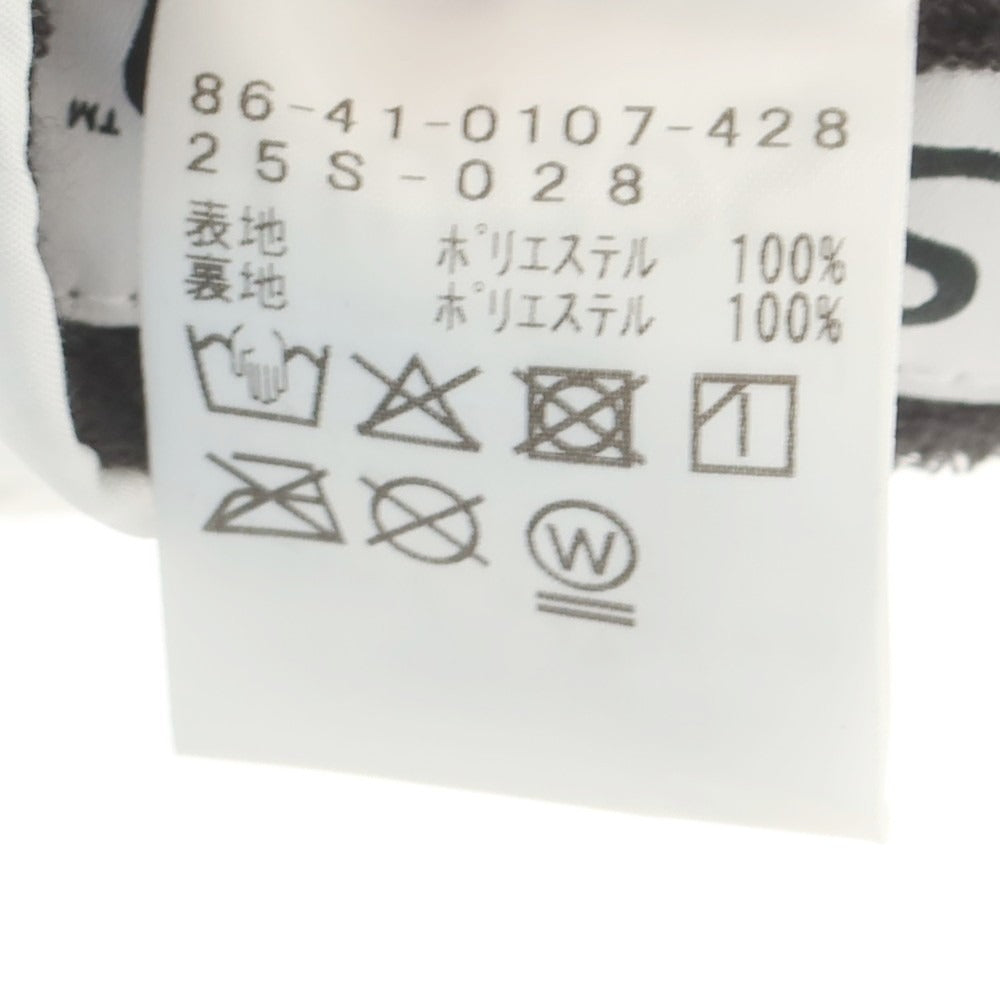 86-41-0107-428
25S-028
表地 ポリエステル 100%
裏地 ポリエステル 100%
W
TM